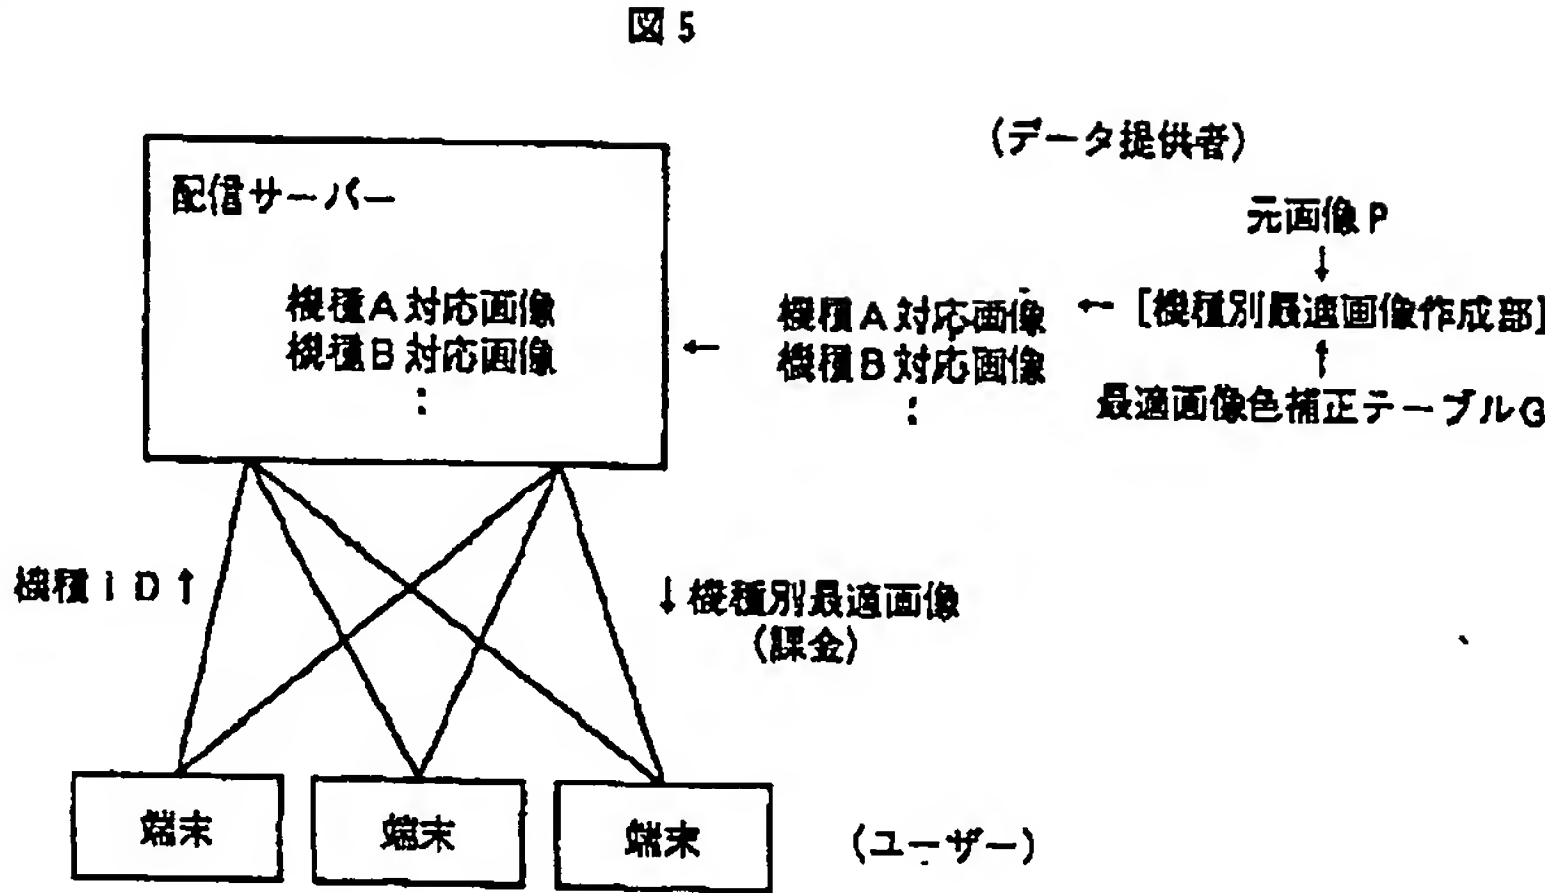 図5
(データ提供者)
配信サーバー
元画像P
↓
機種A対応画像
機種B対応画像
:
←
機種A対応画像
機種B対応画像
:
← [機種別最適画像作成部]
↑
最適画像色補正テーブルG
機種ID↑
↓機種別最適画像
(課金)
端末
端末
端末
(ユーザー)